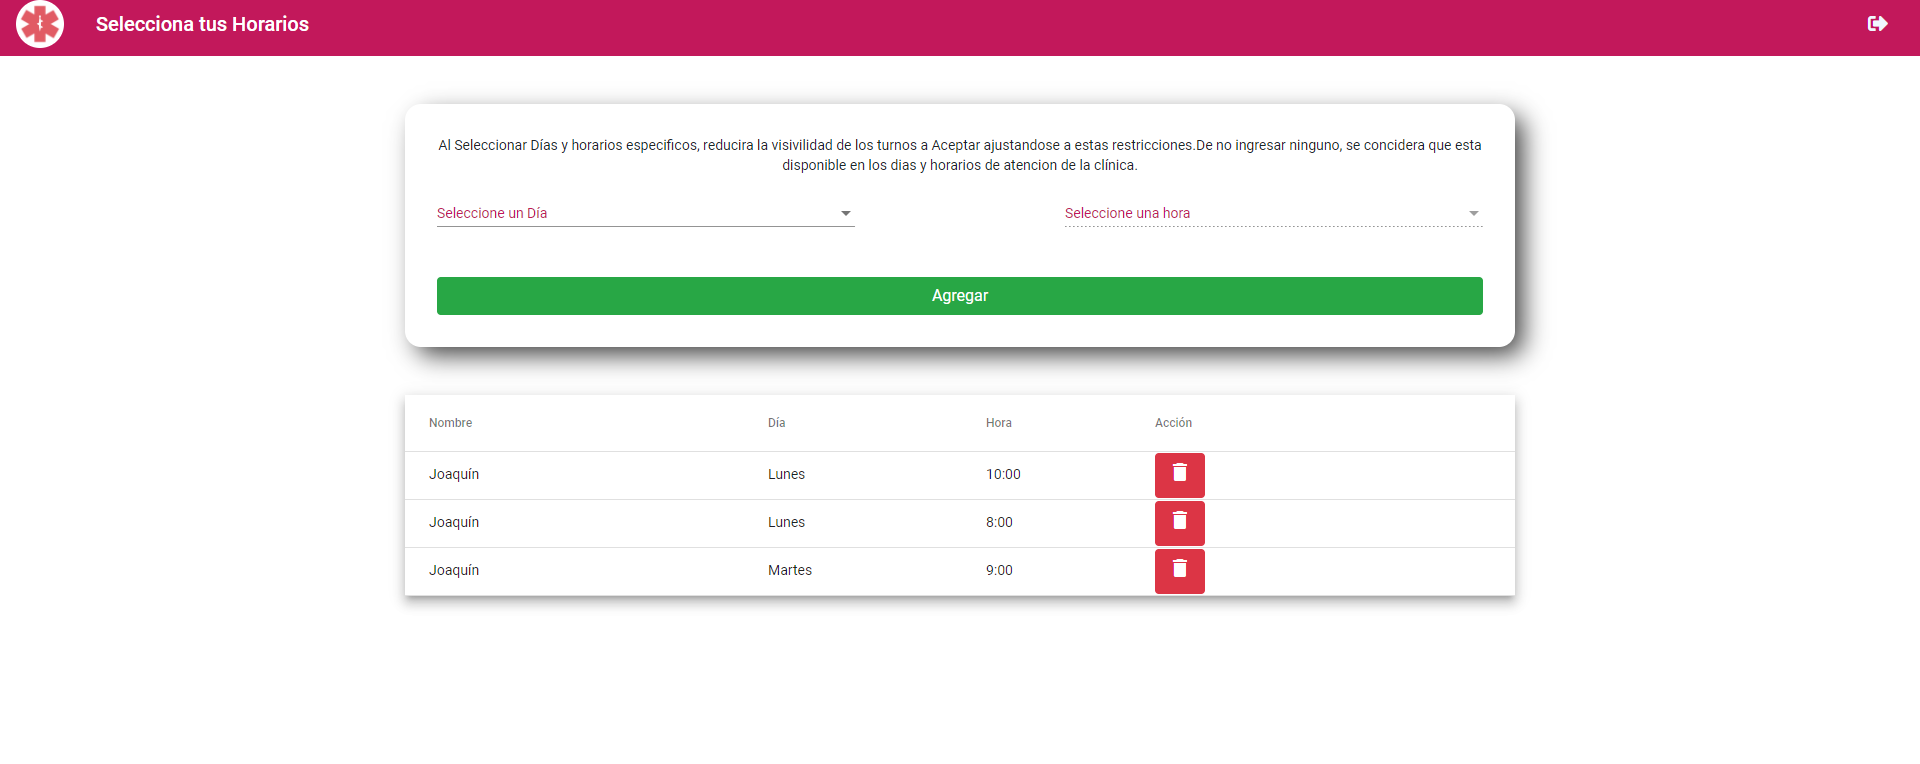 Selecciona tus Horarios
Al Seleccionar Días y horarios especificos, reducira la visivilidad de los turnos a Aceptar ajustandose a estas restricciones.De no ingresar ninguno, se concidera que esta
disponible en los dias y horarios de atencion de la clínica.
Seleccione un Día
Seleccione una hora
Agregar
Nombre Día Hora Acción
Joaquín Lunes 10:00
Joaquín Lunes 8:00
Joaquín Martes 9:00